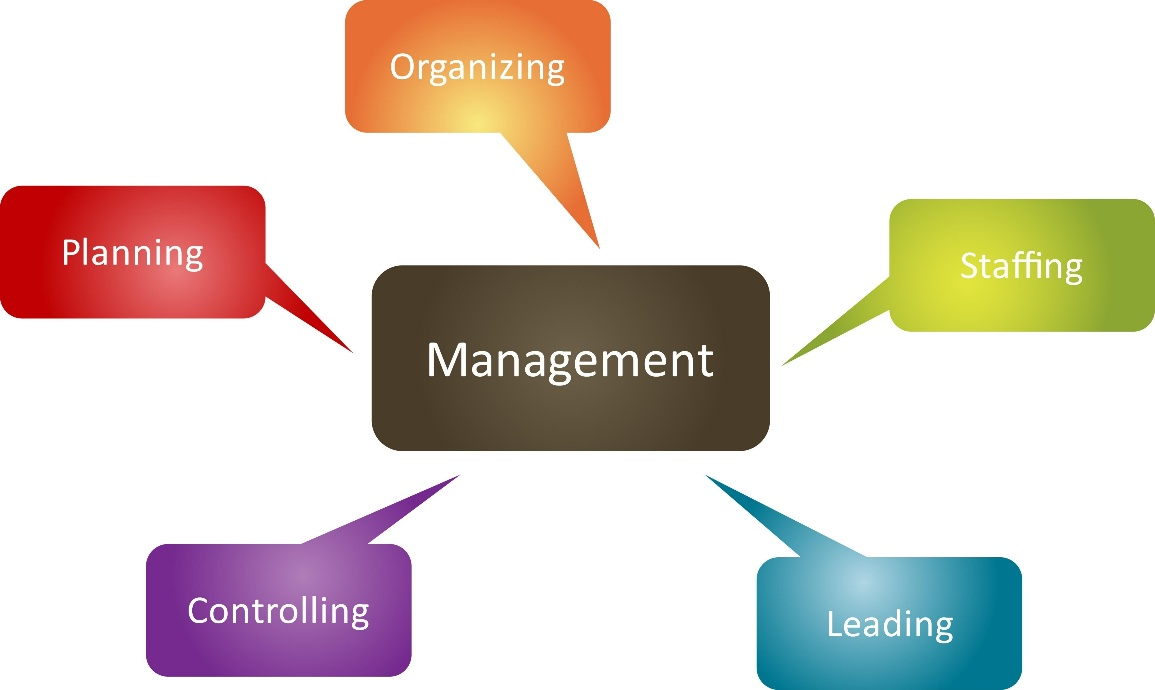 Organizing
Planning
Staffing
Management
Controlling
Leading